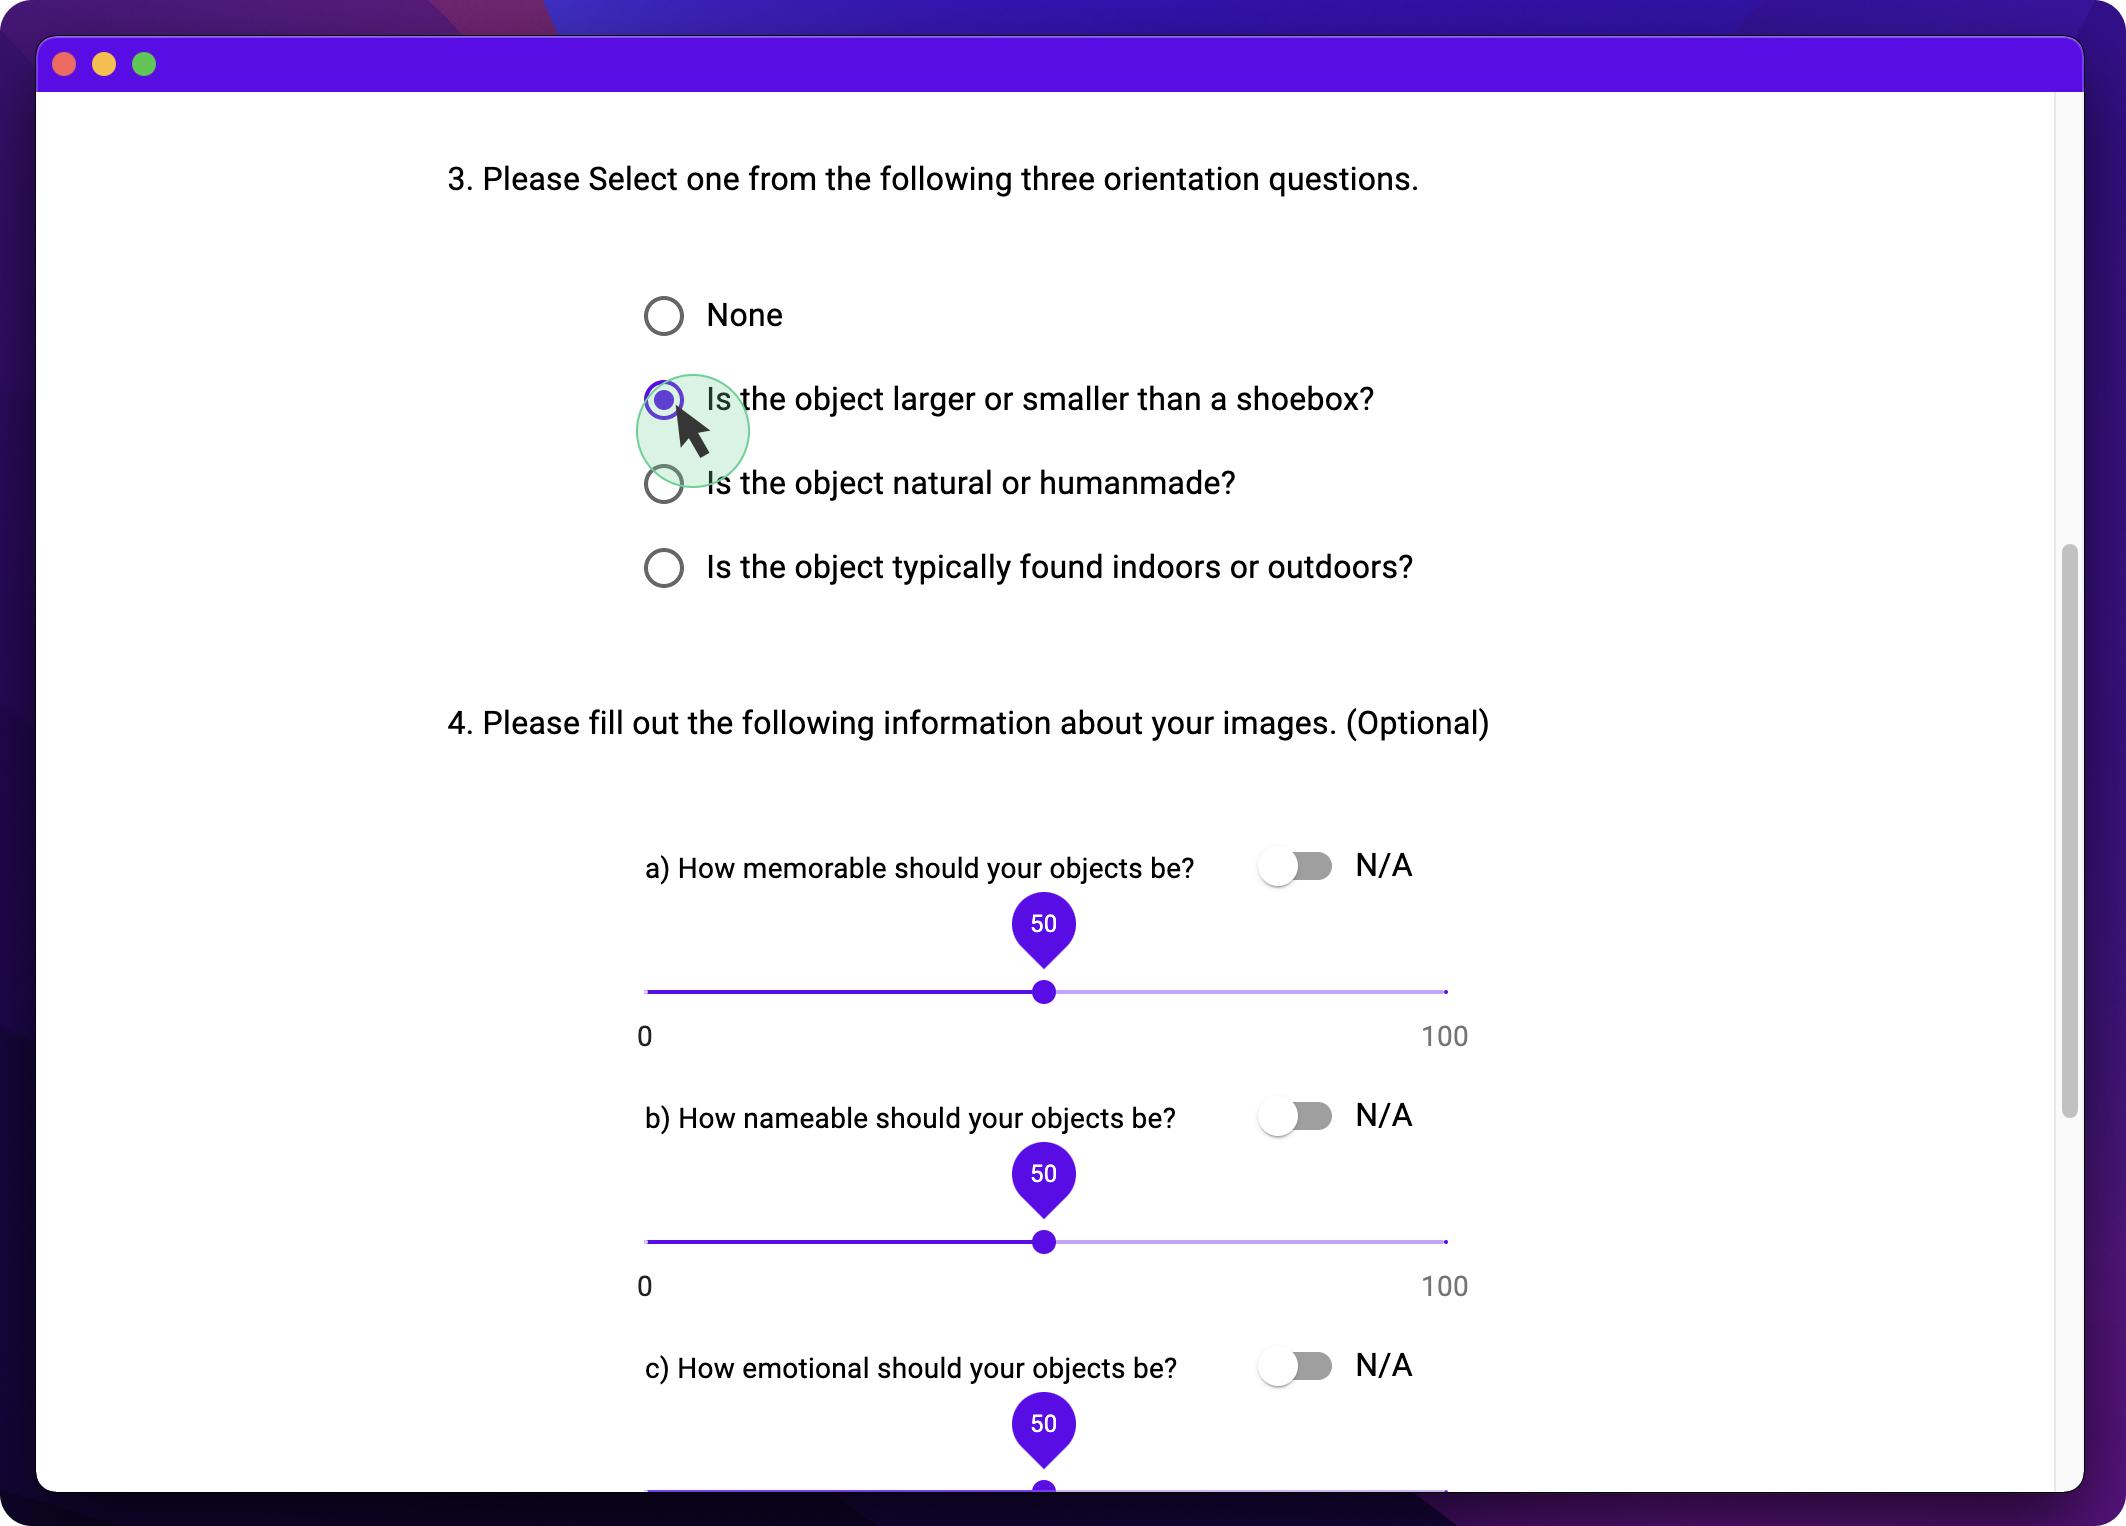 3. Please Select one from the following three orientation questions.
None
Is the object larger or smaller than a shoebox?
Is the object natural or humanmade?
Is the object typically found indoors or outdoors?
4. Please fill out the following information about your images. (Optional)
a) How memorable should your objects be? N/A
50
0 100
b) How nameable should your objects be? N/A
50
0 100
c) How emotional should your objects be? N/A
50